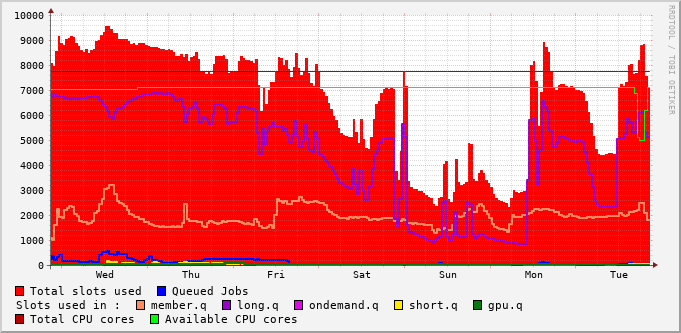 10000
9000
8000
7000
6000
5000
4000
3000
2000
1000
0
Wed Thu Fri Sat Sun Mon Tue
RRDTOOL / TOBI OETIKER
Total slots used Queued Jobs
Slots used in : member.q long.q ondemand.q short.q gpu.q
Total CPU cores Available CPU cores